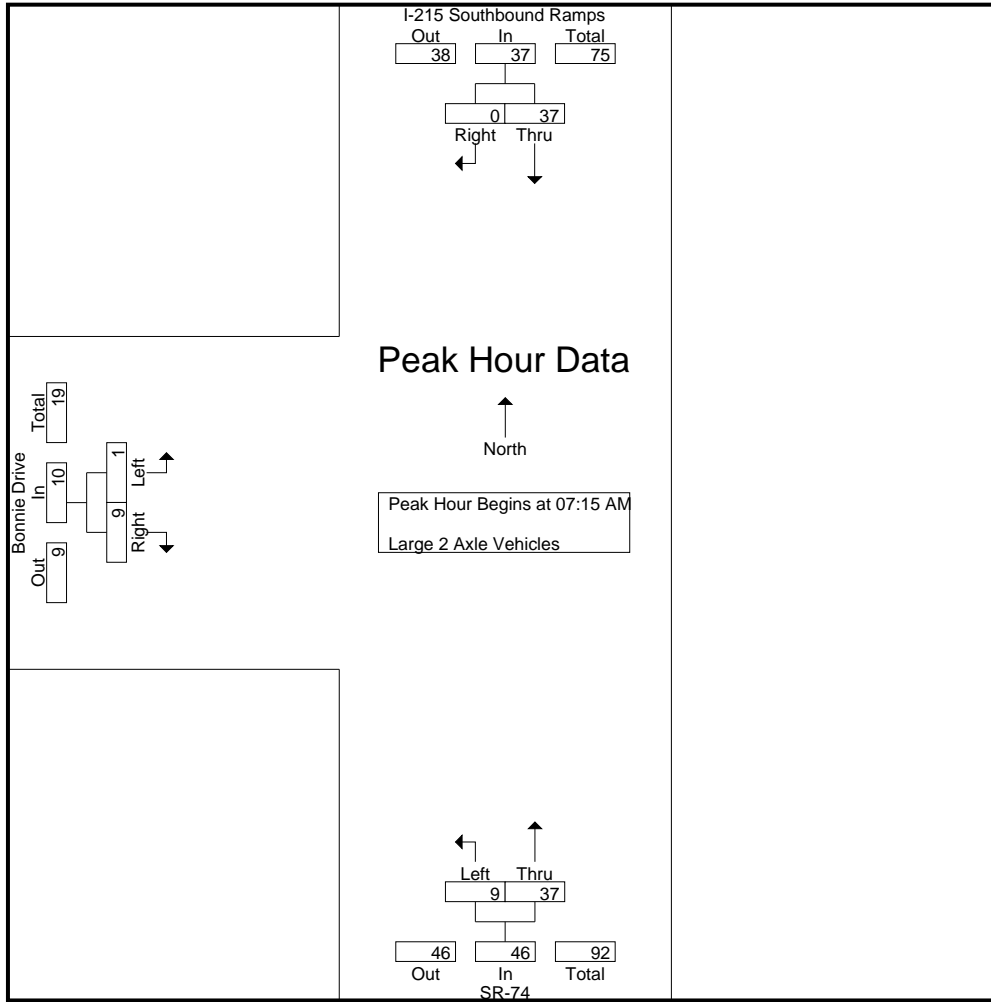 I-215 Southbound Ramps
Out In Total
38 37 75
0 37
Right Thru
Peak Hour Data
North
Peak Hour Begins at 07:15 AM
Large 2 Axle Vehicles
Bonnie Drive
Out In Total
9 10 19
Right Left
9 1
Left Thru
9 37
46 46 92
Out In Total
SR-74